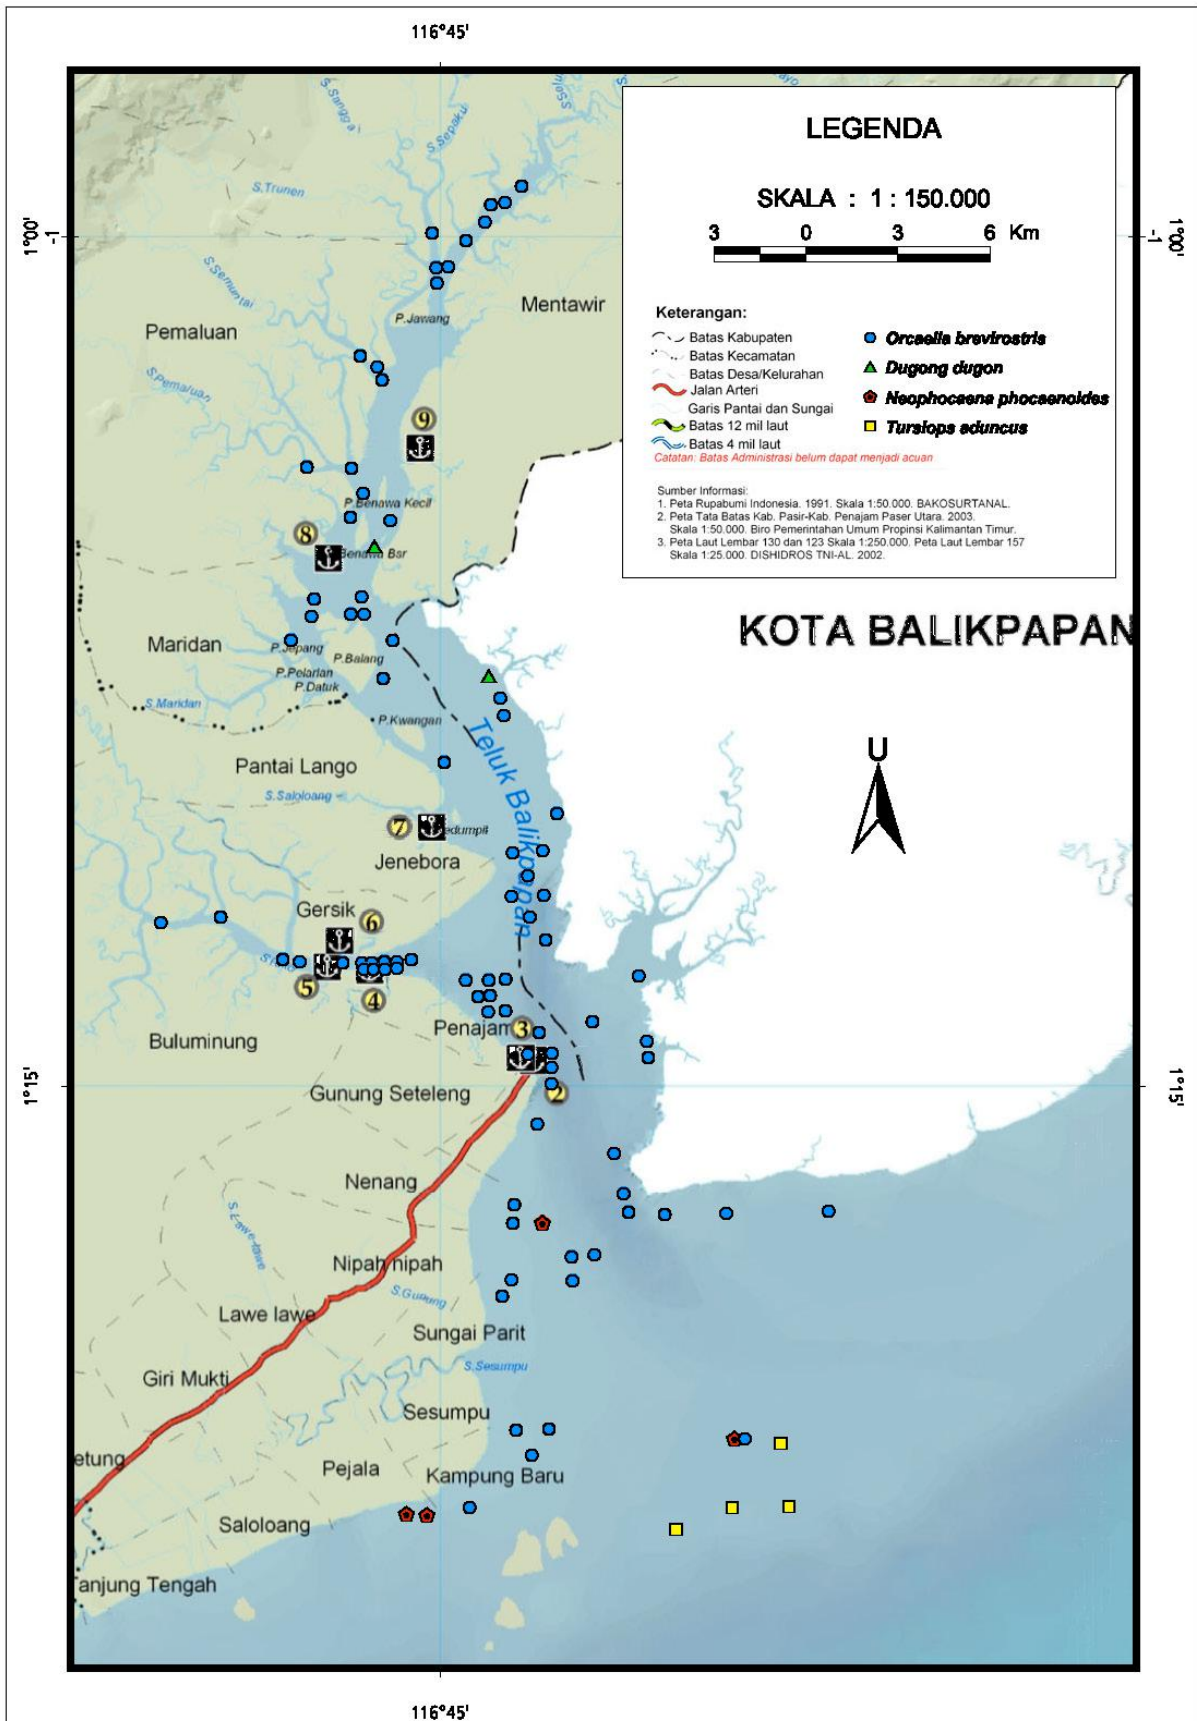 116°45'
LEGENDA
SKALA : 1 : 150.000
3 0 3 6 Km
Keterangan:
Batas Kabupaten
Batas Kecamatan
Batas Desa/Kelurahan
Jalan Arteri
Garis Pantai dan Sungai
Batas 12 mil laut
Batas 4 mil laut
Orcaella brevirostris
Dugong dugon
Neophocaena phocaenoides
Tursiops aduncus
Catatan: Batas Administrasi belum dapat menjadi acuan
Sumber Informasi:
1. Peta Rupabumi Indonesia. 1991. Skala 1:50.000. BAKOSURTANAL.
2. Peta Tata Batas Kab. Pasir-Kab. Penajam Paser Utara. 2003.
Skala 1:50.000. Biro Pemerintahan Umum Propinsi Kalimantan Timur.
3. Peta Laut Lembar 130 dan 123 Skala 1:250.000. Peta Laut Lembar 157
Skala 1:25.000. DISHIDROS TNI-AL. 2002.
S.Sepaku
S.Trunen
1°00'
1°00'
S.Semuntai
Mentawir
P.Jawang
Pemaluan
S.Pemaluan
9
P.Benawa Kecil
8
Benawa Bsr
KOTA BALIKPAPAN
Maridan
P.Jepang
P.Balang
P.Pelarian
P.Datuk
S.Maridan
P.Kwangan
Teluk Balikpapan
U
Pantai Lango
S.Saloloang
7
edumpil
Jenebora
Gersik
6
5
4
Penajam
3
Buluminung
1°15'
1°15'
Gunung Seteleng
2
Nenang
S.Lawe-lawe
Nipah nipah
S.Gunung
Lawe lawe
Sungai Parit
S.Sesumpu
Giri Mukti
Sesumpu
etung
Pejala
Kampung Baru
Saloloang
anjung Tengah
116°45'